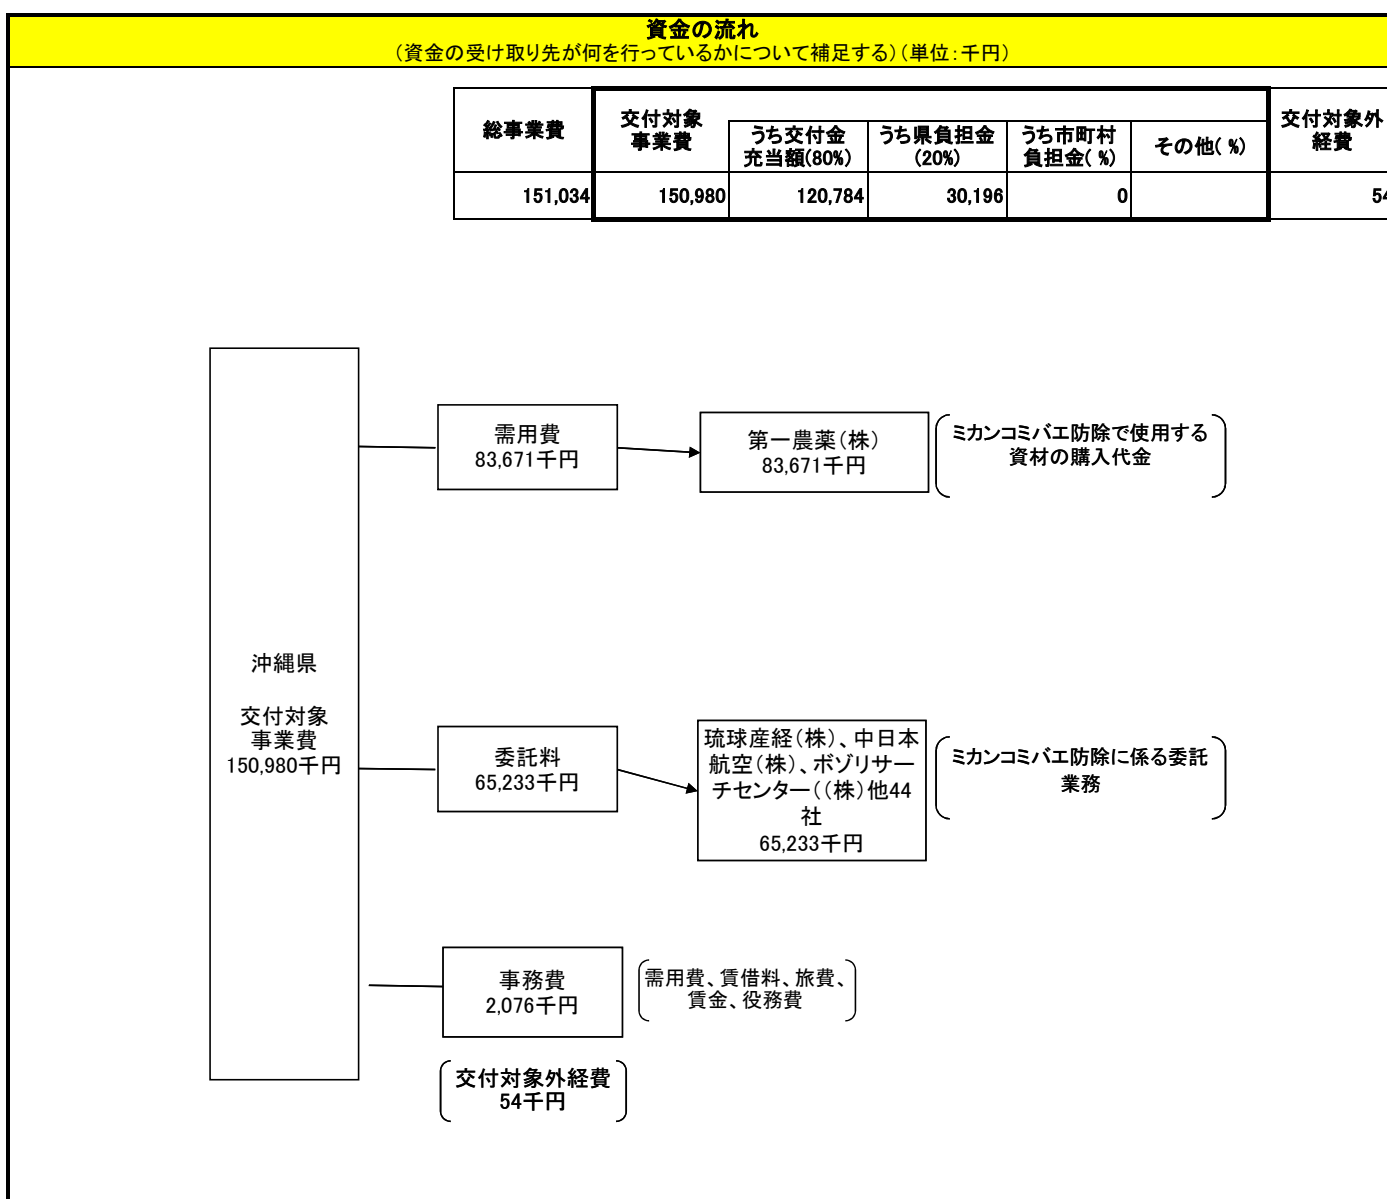 資金の流れ
（資金の受け取り先が何を行っているかについて補足する）（単位：千円）
総事業費
交付対象
事業費
うち交付金
充当額(80%)
うち県負担金
(20%)
うち市町村
負担金( %)
その他( %)
交付対象外
経費
151,034
150,980
120,784
30,196
0
54
需用費
83,671千円
第一農薬（株）
83,671千円
ミカンコミバエ防除で使用する
資材の購入代金
沖縄県
交付対象
事業費
150,980千円
委託料
65,233千円
琉球産経（株）、中日本
航空（株）、ボゾリサー
チセンター（（株）他44
社
65,233千円
ミカンコミバエ防除に係る委託
業務
事務費
2,076千円
需用費、賃借料、旅費、
賃金、役務費
交付対象外経費
54千円